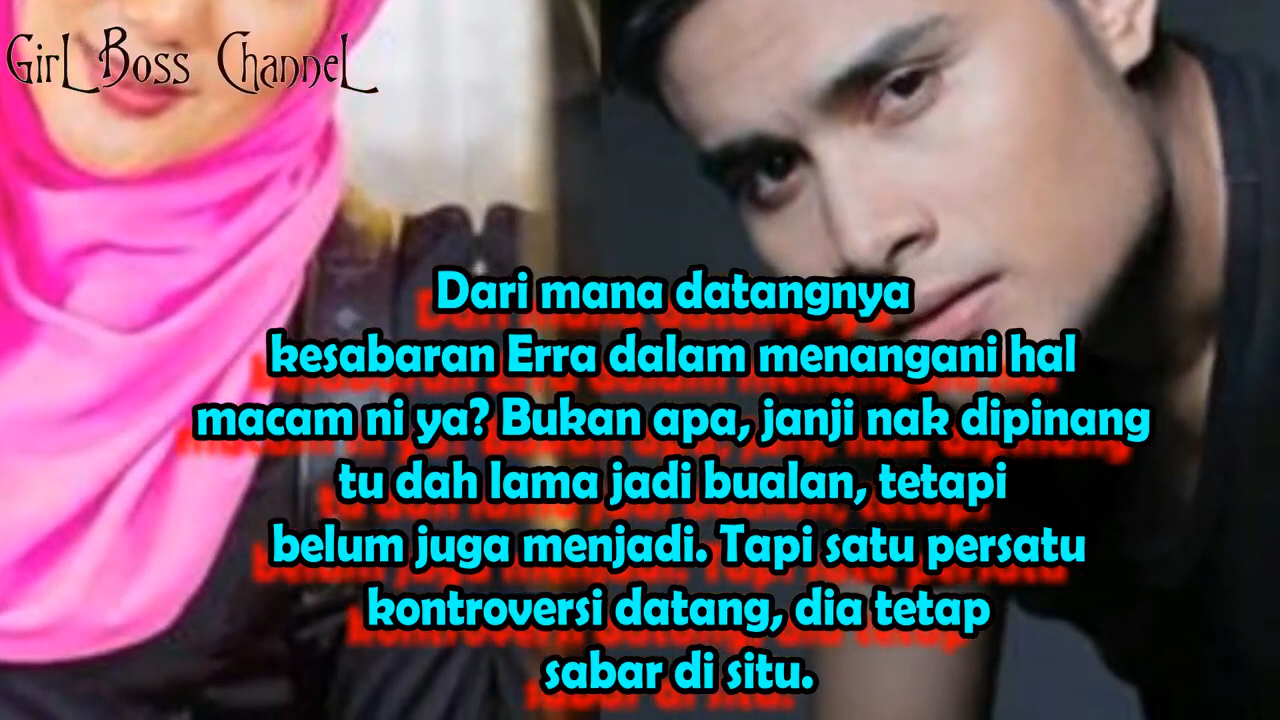 Girl Boss Channel
Dari mana datangnya
kesabaran Erra dalam menangani hal
macam ni ya? Bukan apa, janji nak dipinang
tu dah lama jadi bualan, tetapi
belum juga menjadi. Tapi satu persatu
kontroversi datang, dia tetap
sabar di situ.